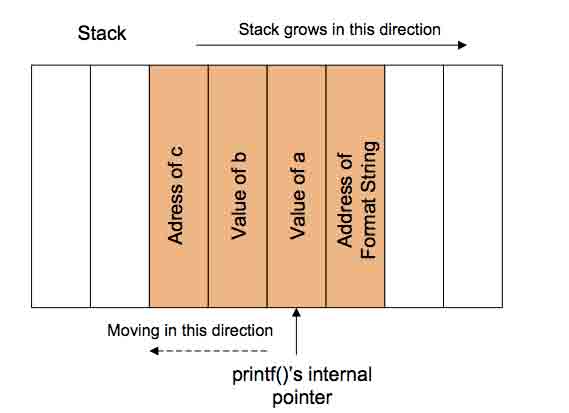 Stack
Stack grows in this direction
Adress of c
Value of b
Value of a
Address of
Format String
Moving in this direction
printf()'s internal
pointer